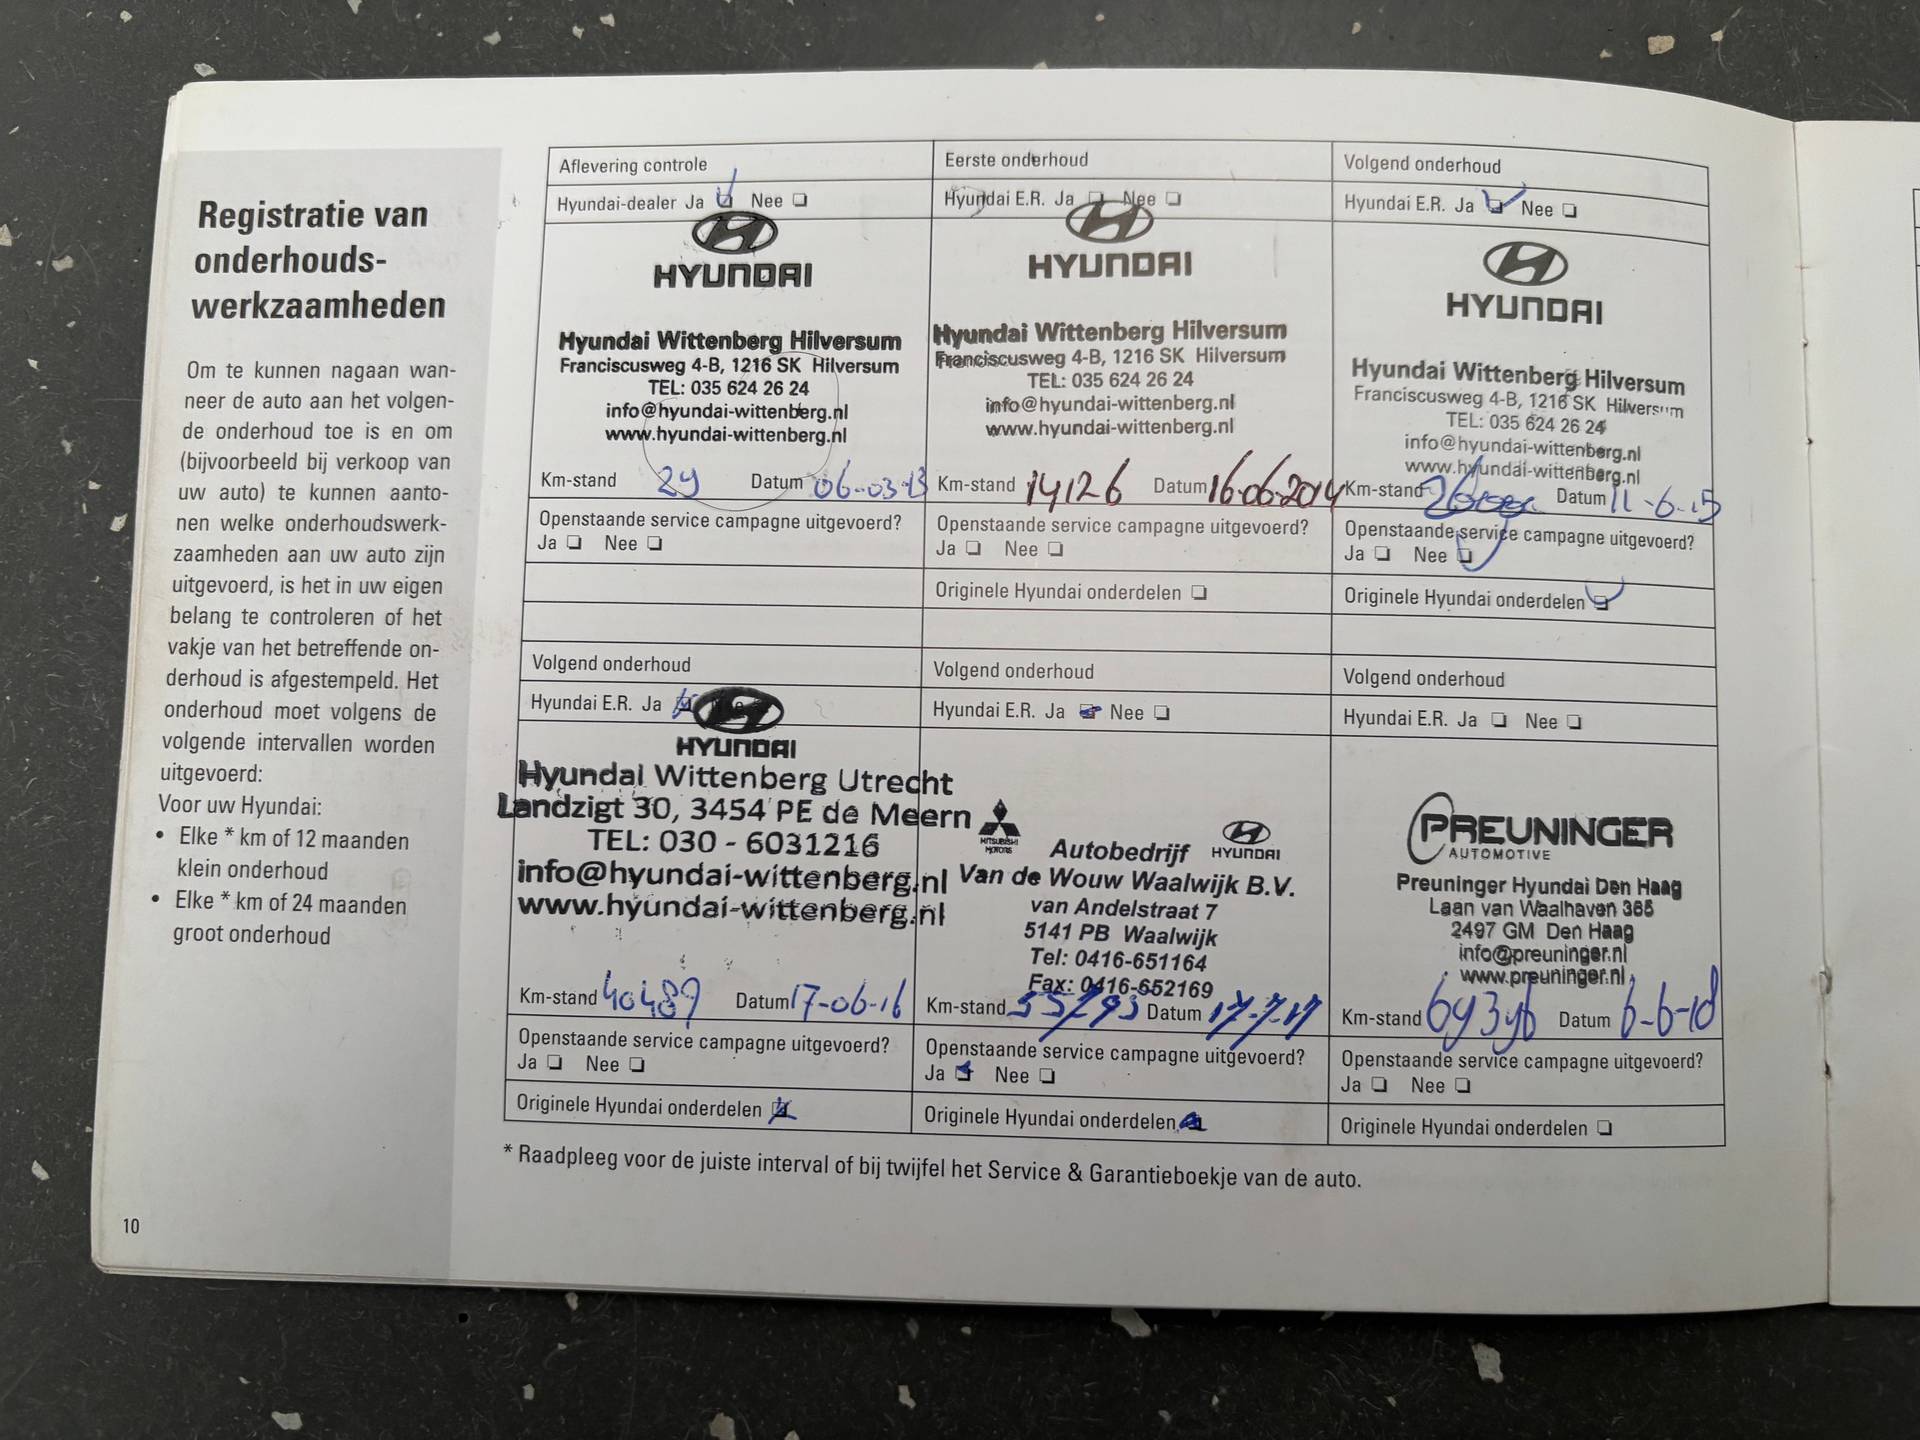 Registratie van
onderhouds-
werkzaamheden
Om te kunnen nagaan wan-
neer de auto aan het volgen-
de onderhoud toe is en om
(bijvoorbeeld bij verkoop van
uw auto) te kunnen aanto-
nen welke onderhoudswerk-
zaamheden aan uw auto zijn
uitgevoerd, is het in uw eigen
belang te controleren of het
vakje van het betreffende on-
derhoud is afgestempeld. Het
onderhoud moet volgens de
volgende intervallen worden
uitgevoerd:
Voor uw Hyundai:
• Elke * km of 12 maanden
klein onderhoud
• Elke * km of 24 maanden
groot onderhoud
10
Aflevering controle
Hyundai-dealer Ja Nee
HYUNDAI
Hyundai Wittenberg Hilversum
Franciscusweg 4-B, 1216 SK Hilversum
TEL: 035 624 26 24
info@hyundai-wittenberg.nl
www.hyundai-wittenberg.nl
Km-stand 29 Datum 06-03-13
Openstaande service campagne uitgevoerd?
Ja Nee
Eerste onderhoud
Hyundai E.R. Ja Nee
HYUNDAI
Hyundai Wittenberg Hilversum
Franciscusweg 4-B, 1216 SK Hilversum
TEL: 035 624 26 24
info@hyundai-wittenberg.nl
www.hyundai-wittenberg.nl
Km-stand 14126 Datum 16-06-2014
Openstaande service campagne uitgevoerd?
Ja Nee
Originele Hyundai onderdelen
Volgend onderhoud
Hyundai E.R. Ja Nee
HYUNDAI
Hyundai Wittenberg Hilversum
Franciscusweg 4-B, 1216 SK Hilversum
TEL: 035 624 26 24
info@hyundai-wittenberg.nl
www.hyundai-wittenberg.nl
Km-stand Datum 11-6-15
Openstaande service campagne uitgevoerd?
Ja Nee
Originele Hyundai onderdelen
Volgend onderhoud
Hyundai E.R. Ja Nee
HYUNDAI
Hyundai Wittenberg Utrecht
Landzigt 30, 3454 PE de Meern
TEL: 030 - 6031216
info@hyundai-wittenberg.nl
www.hyundai-wittenberg.nl
Km-stand 40489 Datum 17-06-16
Openstaande service campagne uitgevoerd?
Ja Nee
Originele Hyundai onderdelen
Volgend onderhoud
Hyundai E.R. Ja Nee
MITSUBISHI
MOTORS
HYUNDAI
Autobedrijf
Van de Wouw Waalwijk B.V.
van Andelstraat 7
5141 PB Waalwijk
Tel: 0416-651164
Fax: 0416-652169
Km-stand 55793 Datum 17-7-17
Openstaande service campagne uitgevoerd?
Ja Nee
Originele Hyundai onderdelen
Volgend onderhoud
Hyundai E.R. Ja Nee
PREUNINGER
AUTOMOTIVE
Preuninger Hyundai Den Haag
Laan van Waalhaven 365
2497 GM Den Haag
info@preuninger.nl
www.preuninger.nl
Km-stand Datum 6-6-18
Openstaande service campagne uitgevoerd?
Ja Nee
Originele Hyundai onderdelen
* Raadpleeg voor de juiste interval of bij twijfel het Service & Garantieboekje van de auto.